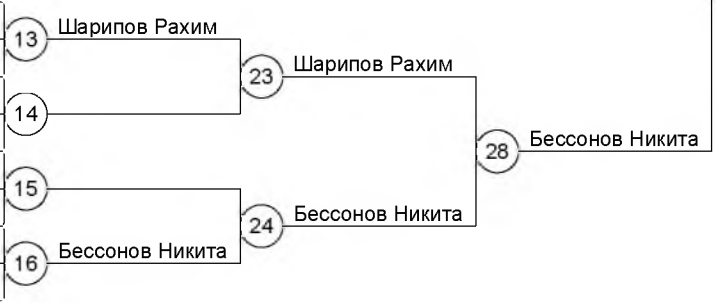 13 Шарипов Рахим
23 Шарипов Рахим
14
28 Бессонов Никита
15
24 Бессонов Никита
16 Бессонов Никита